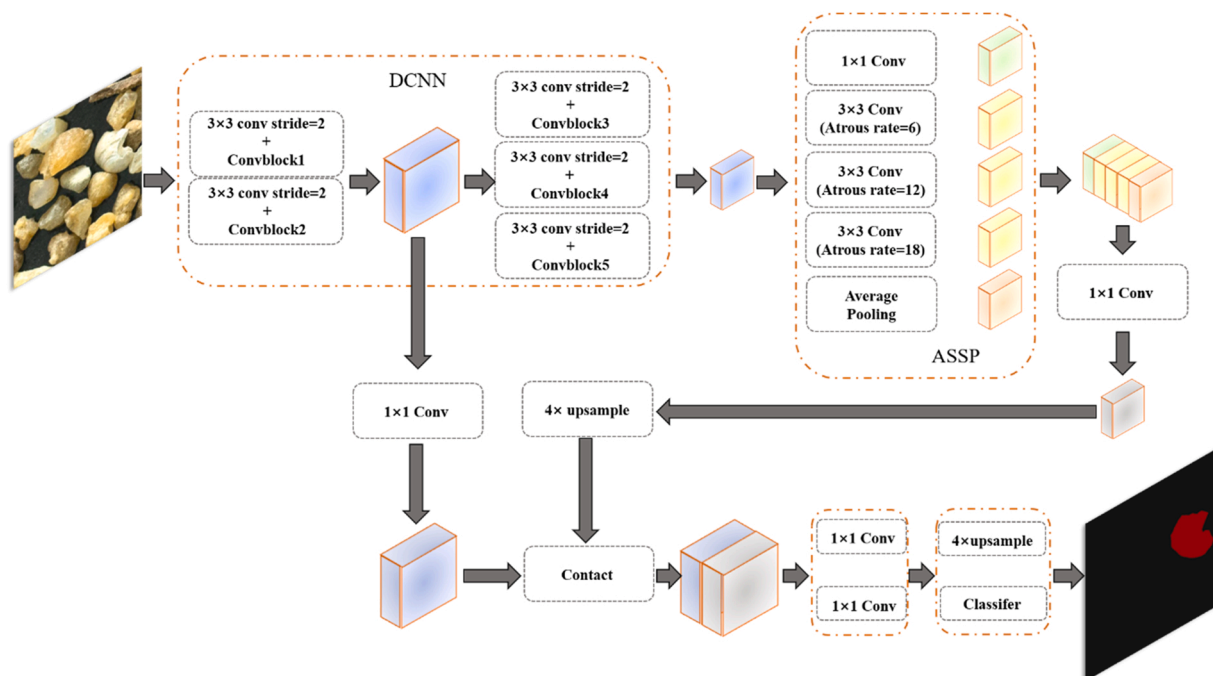 DCNN
3×3 conv stride=2
+
Convblock1
3×3 conv stride=2
+
Convblock2
3×3 conv stride=2
+
Convblock3
3×3 conv stride=2
+
Convblock4
3×3 conv stride=2
+
Convblock5
1×1 Conv
3×3 Conv
(Atrous rate=6)
3×3 Conv
(Atrous rate=12)
3×3 Conv
(Atrous rate=18)
Average
Pooling
ASSP
1×1 Conv
1×1 Conv
4× upsample
Contact
1×1 Conv
1×1 Conv
4×upsample
Classifer